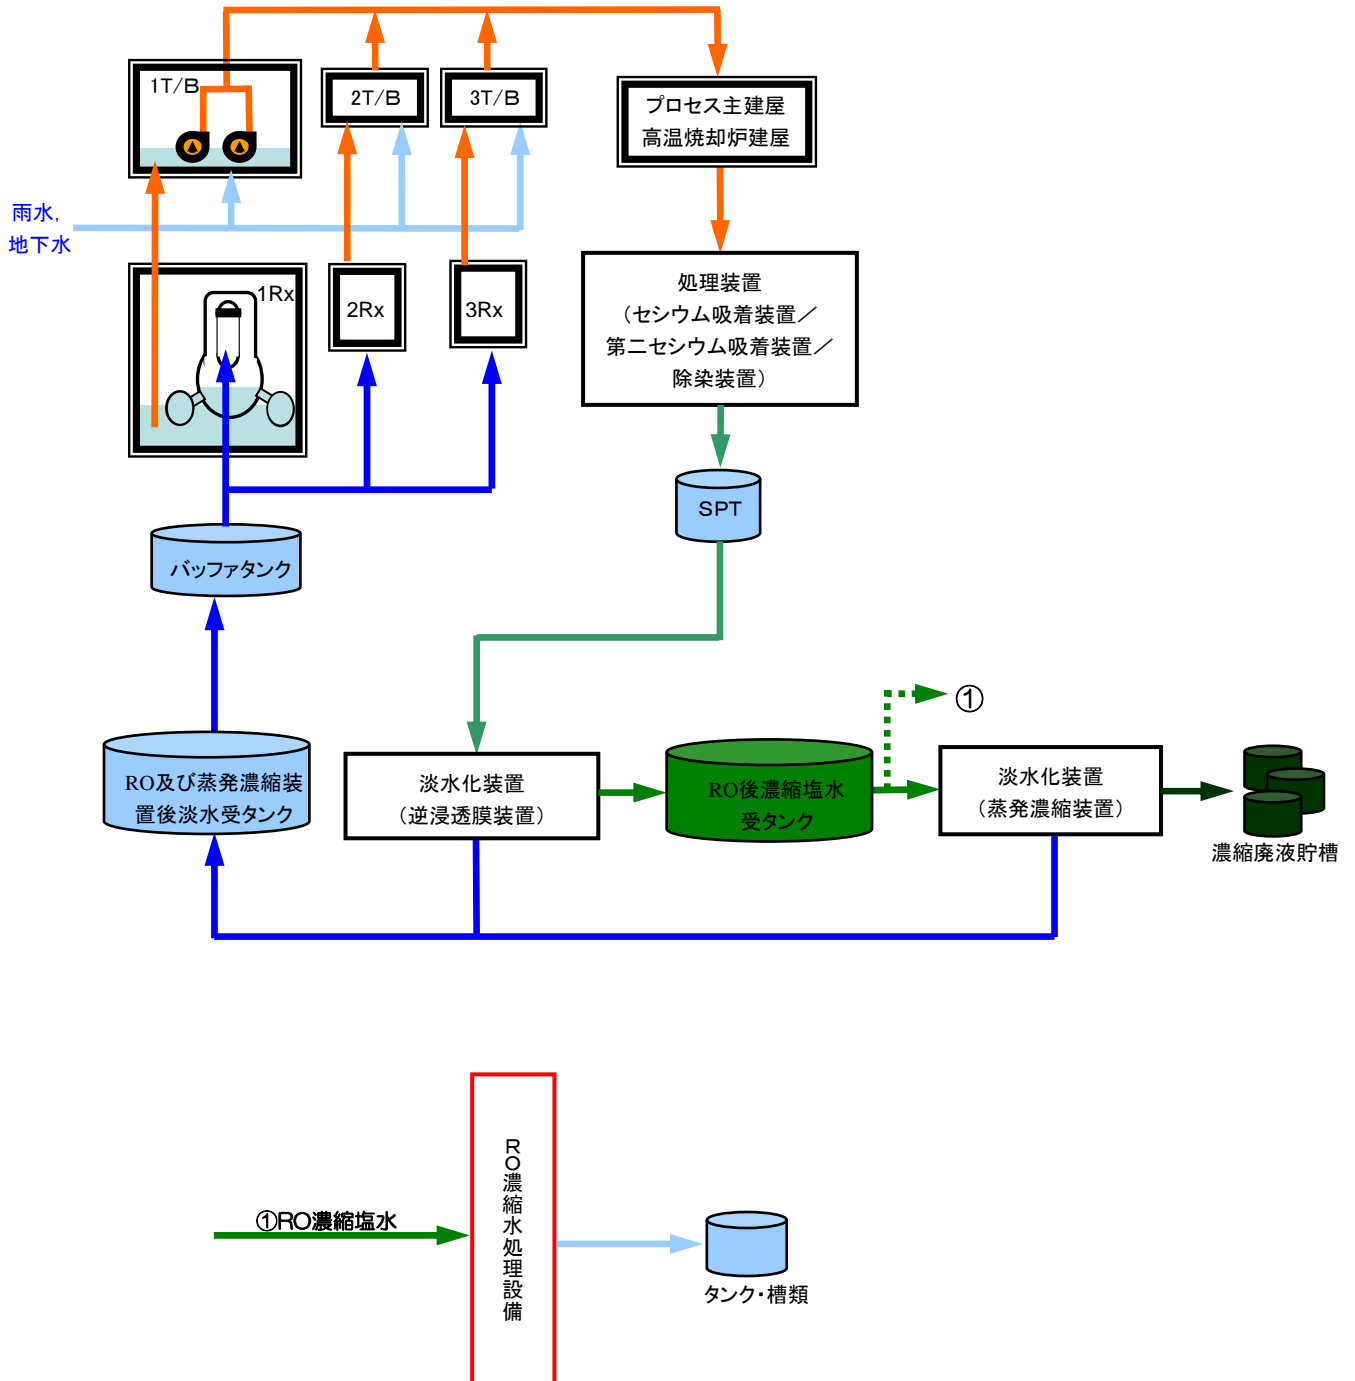 1T/B
2T/B
3T/B
プロセス主建屋
高温焼却炉建屋
雨水,
地下水
1Rx
2Rx
3Rx
処理装置
（セシウム吸着装置／
第二セシウム吸着装置／
除染装置）
SPT
バッファタンク
①
RO及び蒸発濃縮装
置後淡水受タンク
淡水化装置
（逆浸透膜装置）
RO後濃縮塩水
受タンク
淡水化装置
（蒸発濃縮装置）
濃縮廃液貯槽
①RO濃縮塩水
RO濃縮水処理設備
タンク・槽類